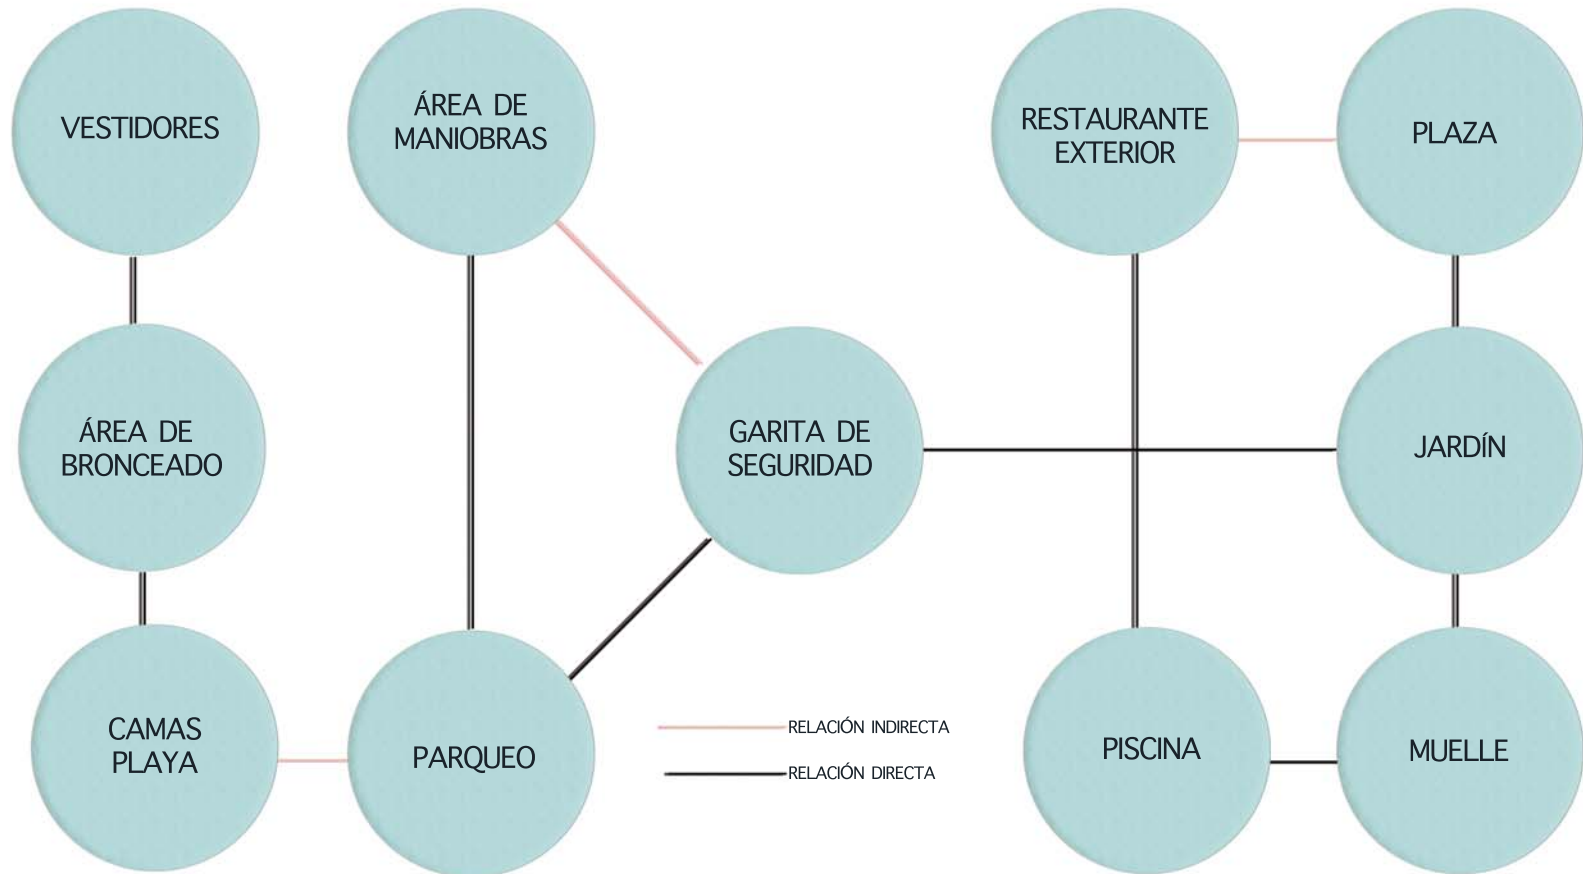 VESTIDORES
ÁREA DE
MANIOBRAS
RESTAURANTE
EXTERIOR
PLAZA
ÁREA DE
BRONCEADO
GARITA DE
SEGURIDAD
JARDÍN
CAMAS
PLAYA
PARQUEO
RELACIÓN INDIRECTA
RELACIÓN DIRECTA
PISCINA
MUELLE